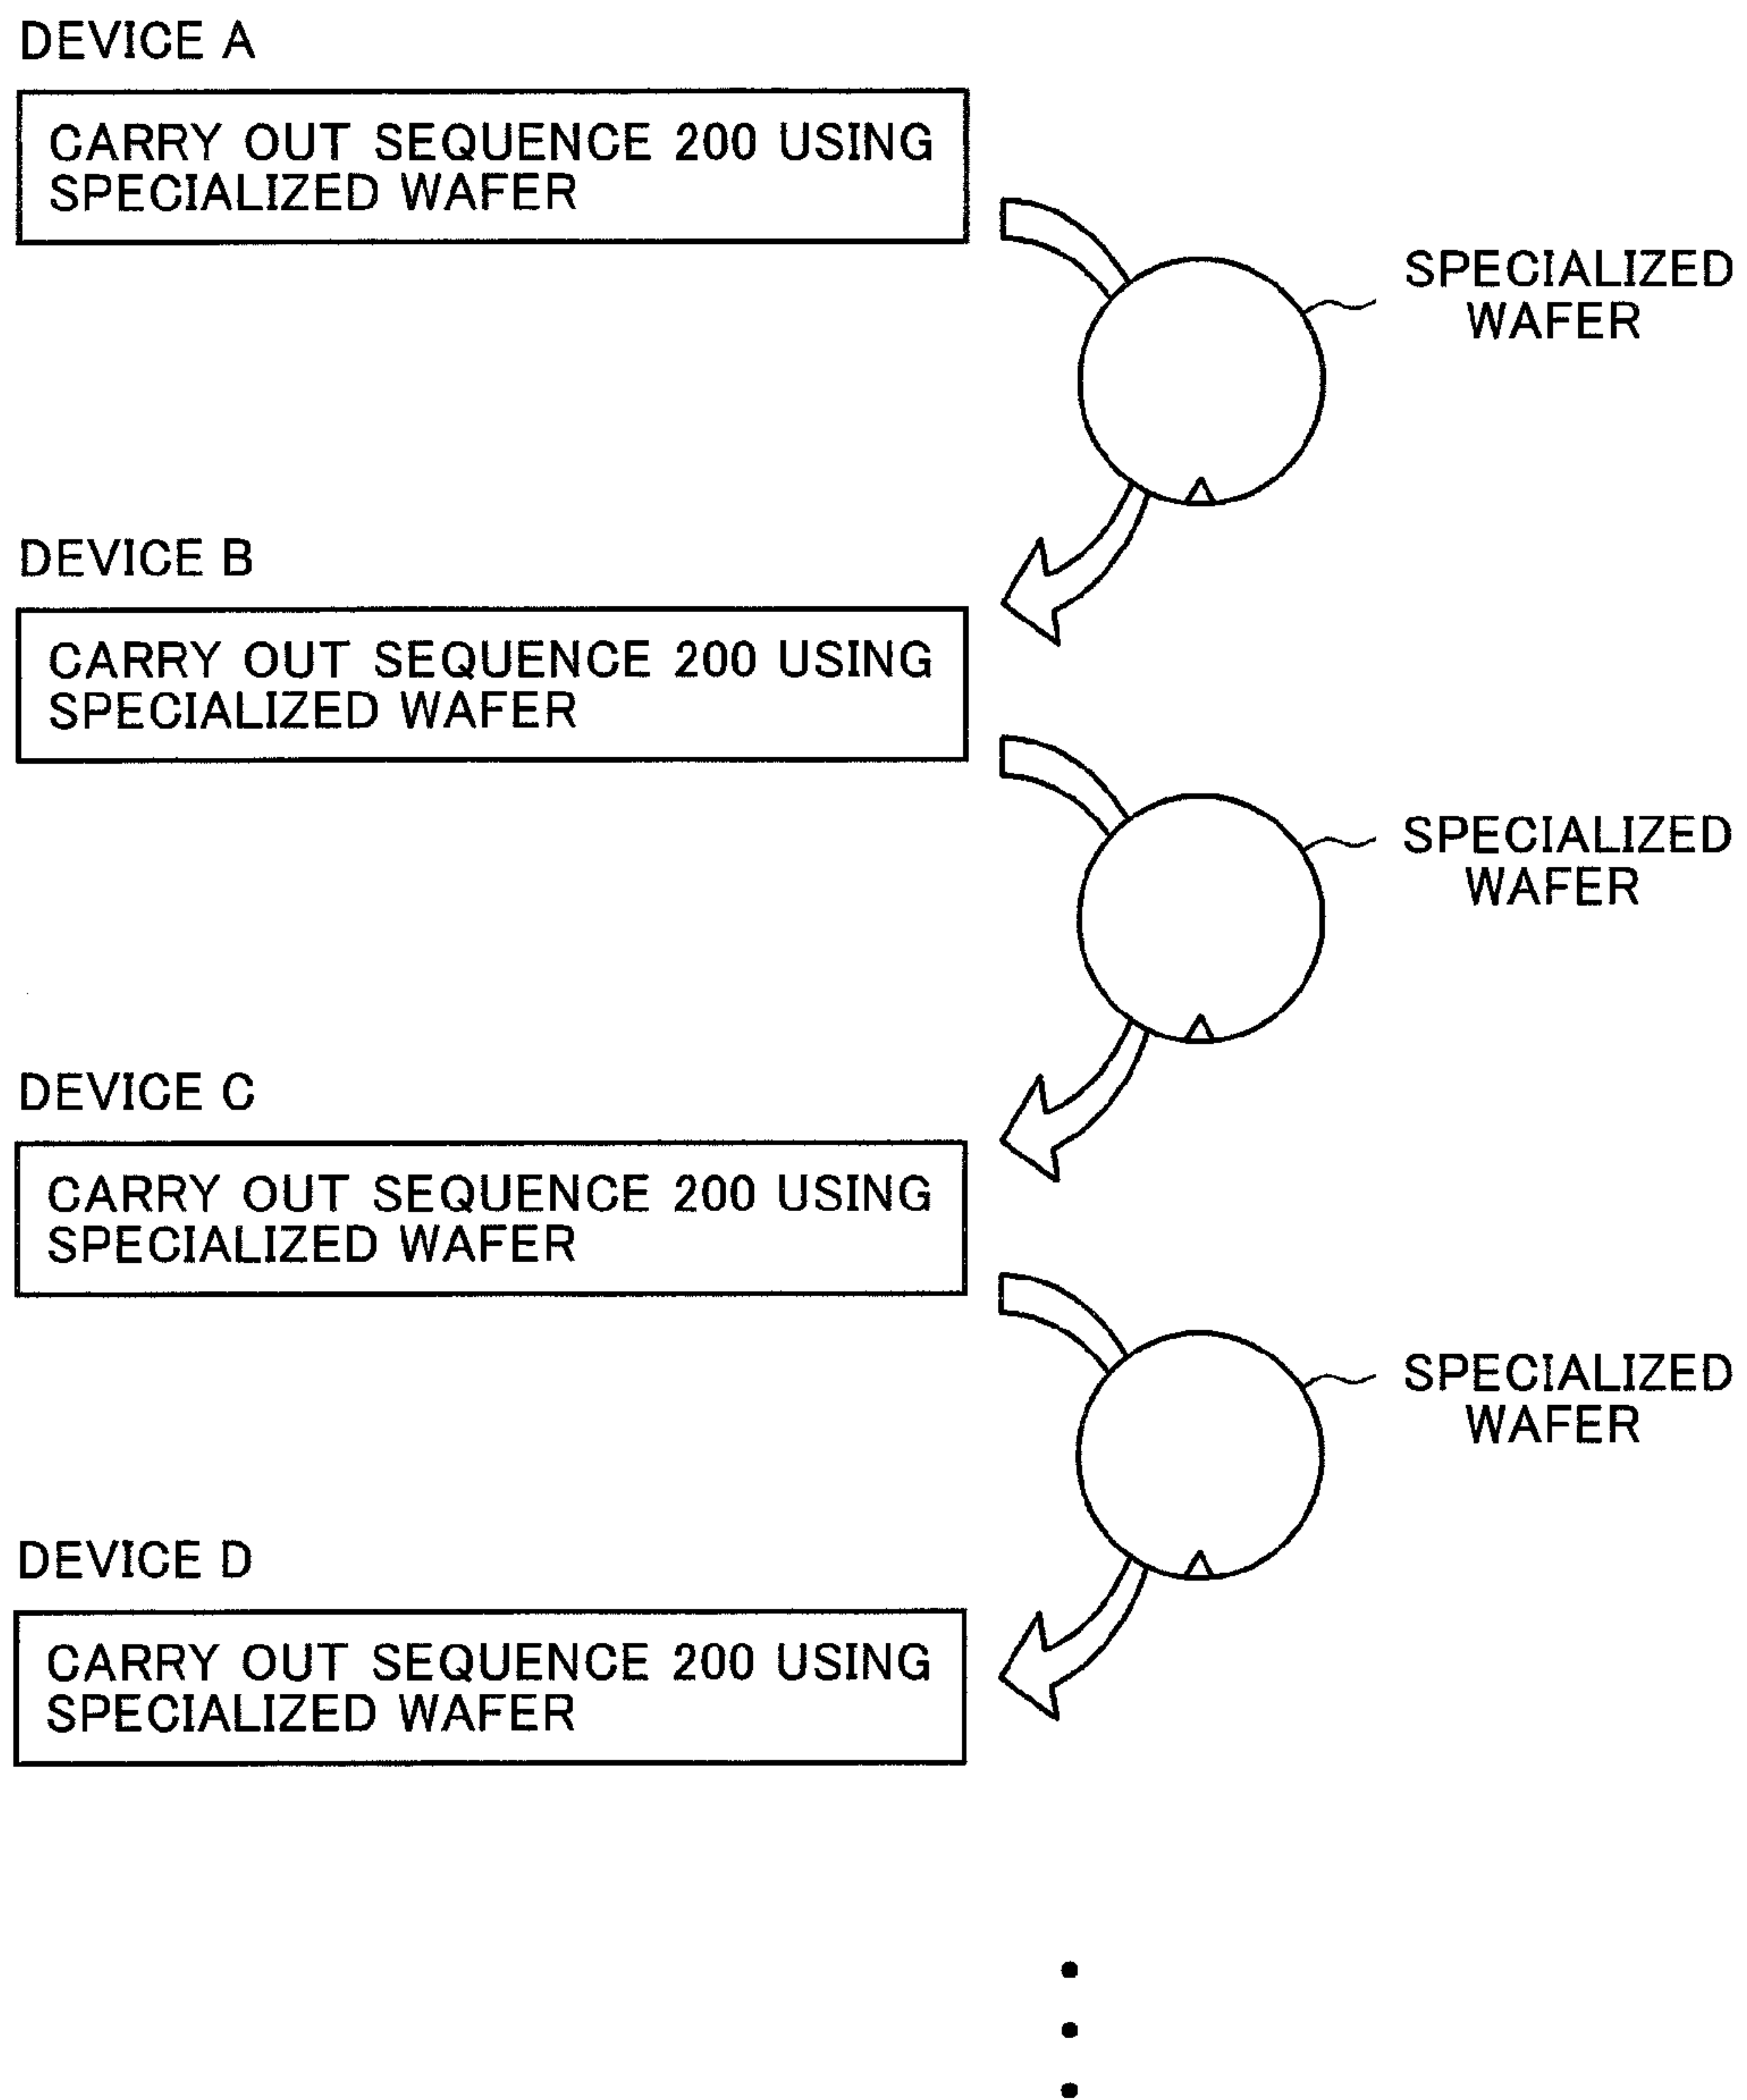 DEVICE A
CARRY OUT SEQUENCE 200 USING
SPECIALIZED WAFER
SPECIALIZED
WAFER
DEVICE B
CARRY OUT SEQUENCE 200 USING
SPECIALIZED WAFER
SPECIALIZED
WAFER
DEVICE C
CARRY OUT SEQUENCE 200 USING
SPECIALIZED WAFER
SPECIALIZED
WAFER
DEVICE D
CARRY OUT SEQUENCE 200 USING
SPECIALIZED WAFER